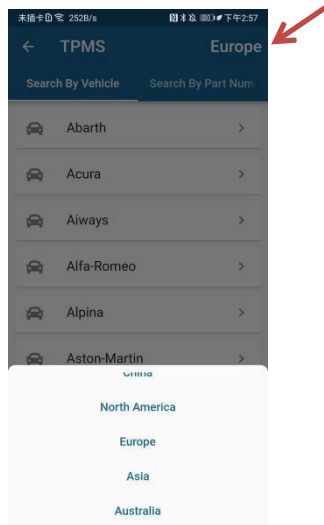 未插卡 252B/s 下午2:57
TPMS Europe
Search By Vehicle Search By Part Num
Abarth
Acura
Aiways
Alfa-Romeo
Alpina
Aston-Martin
China
North America
Europe
Asia
Australia